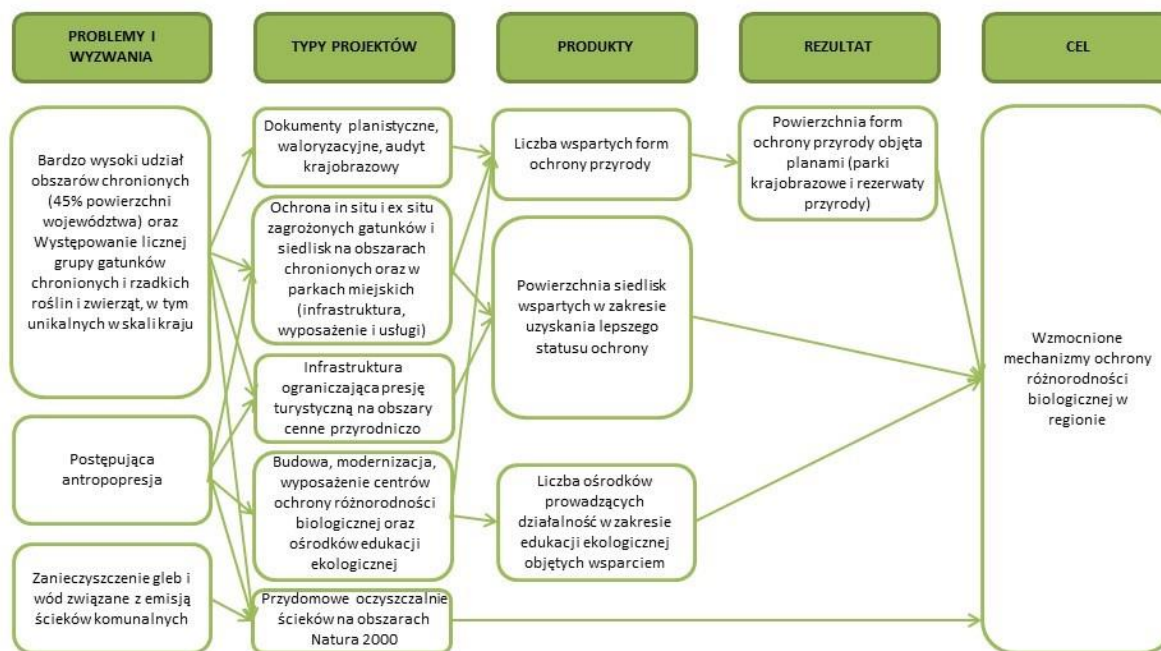 PROBLEMY I
WYZWANIA
TYPY PROJEKTÓW
PRODUKTY
REZULTAT
CEL
Bardzo wysoki udział
obszarów chronionych
(45% powierzchni
województwa) oraz
Występowanie licznej
grupy gatunków
chronionych i rzadkich
roślin i zwierząt, w tym
unikalnych w skali kraju
Postępująca
antropopresja
Zanieczyszczenie gleb i
wód związane z emisją
ścieków komunalnych
Dokumenty planistyczne,
waloryzacyjne, audyt
krajobrazowy
Ochrona in situ i ex situ
zagrożonych gatunków i
siedlisk na obszarach
chronionych oraz w
parkach miejskich
(infrastruktura,
wyposażenie i usługi)
Infrastruktura
ograniczająca presję
turystyczną na obszary
cenne przyrodniczo
Budowa, modernizacja,
wyposażenie centrów
ochrony różnorodności
biologicznej oraz
ośrodków edukacji
ekologicznej
Przydomowe oczyszczalnie
ścieków na obszarach
Natura 2000
Liczba wspartych form
ochrony przyrody
Powierzchnia siedlisk
wspartych w zakresie
uzyskania lepszego
statusu ochrony
Liczba ośrodków
prowadzących
działalność w zakresie
edukacji ekologicznej
objętych wsparciem
Powierzchnia form
ochrony przyrody objęta
planami (parki
krajobrazowe i rezerwaty
przyrody)
Wzmocnione
mechanizmy ochrony
różnorodności
biologicznej w
regionie